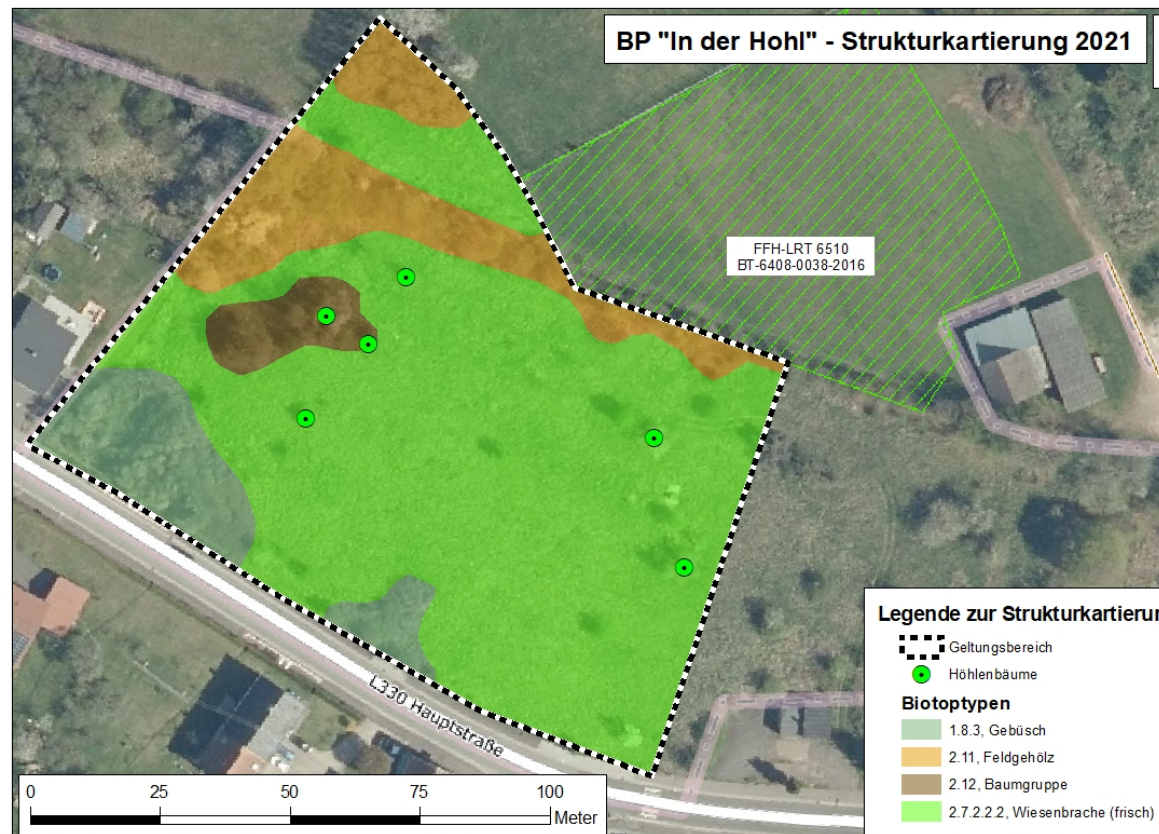 BP "In der Hohl" - Strukturkartierung 2021
FFH-LRT 6510
BT-6408-0038-2016
L330 Hauptstraße
Legende zur Strukturkartierun
Geltungsbereich
Höhlenbäume
Biotoptypen
1.8.3, Gebüsch
2.11, Feldgehölz
2.12, Baumgruppe
2.7.2.2.2, Wiesenbrache (frisch)
0 25 50 75 100
Meter